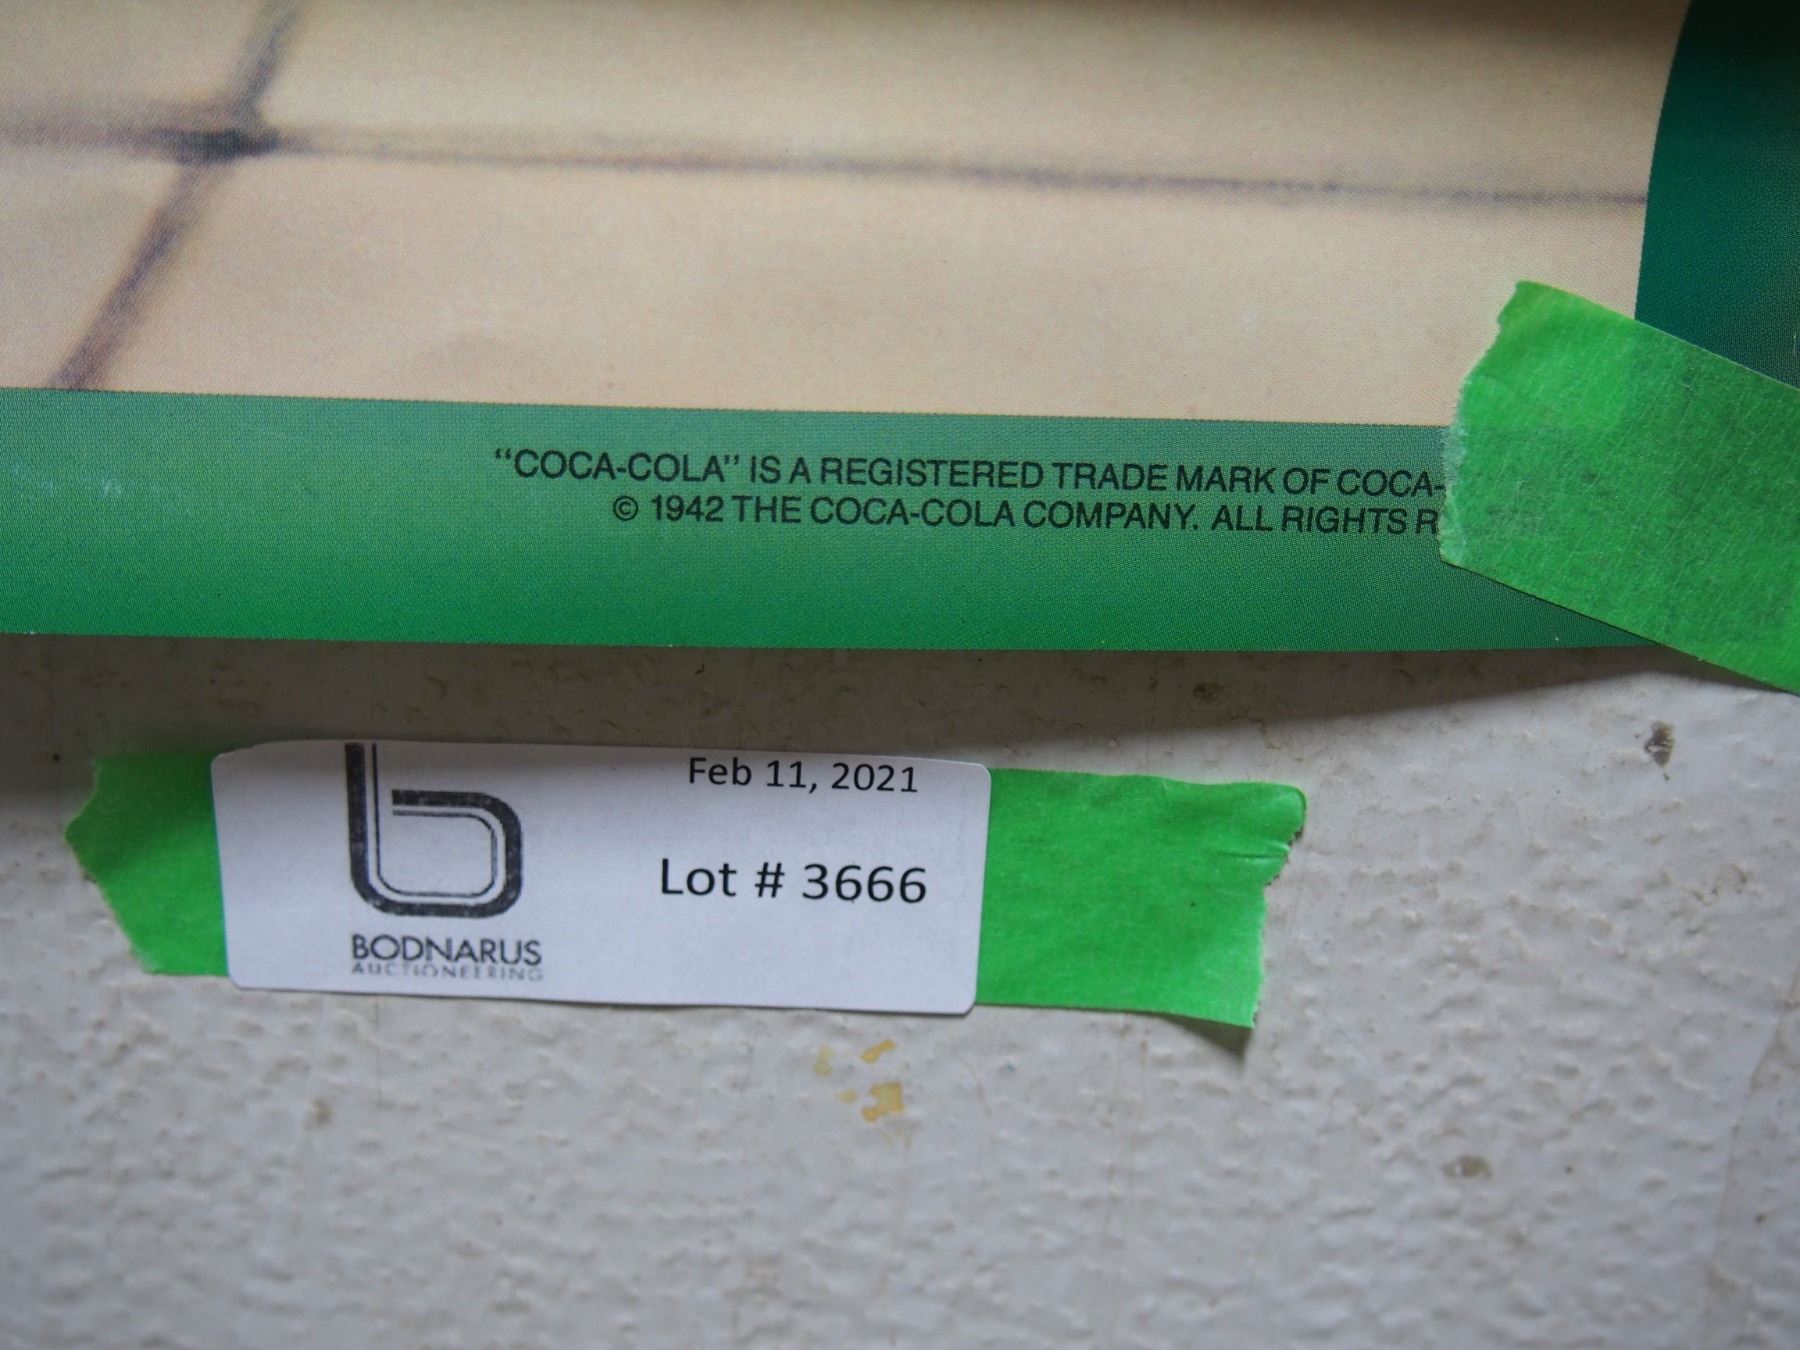 “COCA-COLA” IS A REGISTERED TRADE MARK OF COCA-
© 1942 THE COCA-COLA COMPANY. ALL RIGHTS R
Feb 11, 2021
Lot # 3666
b
BODNARUS
AUCTIONEERING